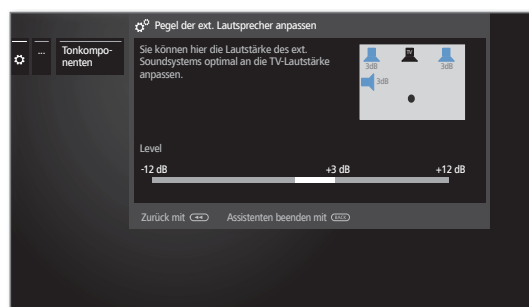 Pegel der ext. Lautsprecher anpassen
...
Tonkompo-
nenten
Sie können hier die Lautstärke des ext.
Soundsystems optimal an die TV-Lautstärke
anpassen.
TV
3dB
3dB
3dB
Level
-12 dB +3 dB +12 dB
Zurück mit Assistenten beenden mit BACK